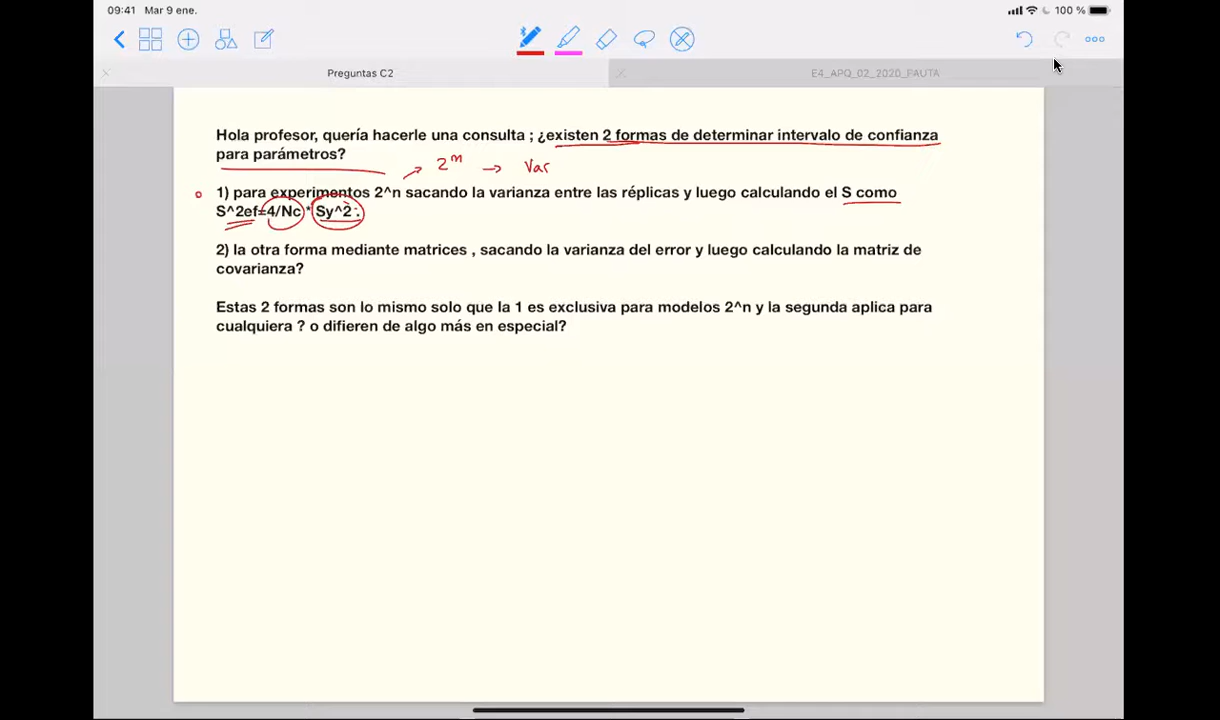 09:41 Mar 9 ene.
100 %
Preguntas C2
E4_APQ_02_2020_PAUTA
Hola profesor, quería hacerle una consulta ; ¿existen 2 formas de determinar intervalo de confianza
para parámetros?
2^m → Var
1) para experimentos 2^n sacando la varianza entre las réplicas y luego calculando el S como
S^2ef=4/Nc * Sy^2 .
2) la otra forma mediante matrices , sacando la varianza del error y luego calculando la matriz de
covarianza?
Estas 2 formas son lo mismo solo que la 1 es exclusiva para modelos 2^n y la segunda aplica para
cualquiera ? o difieren de algo más en especial?